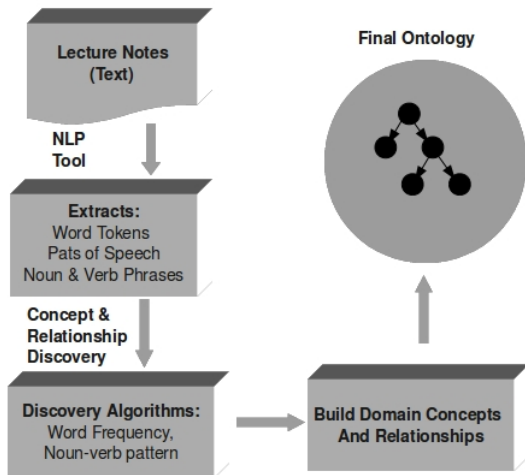 Lecture Notes
(Text)
NLP
Tool
Extracts:
Word Tokens
Pats of Speech
Noun & Verb Phrases
Concept &
Relationship
Discovery
Discovery Algorithms:
Word Frequency,
Noun-verb pattern
Build Domain Concepts
And Relationships
Final Ontology